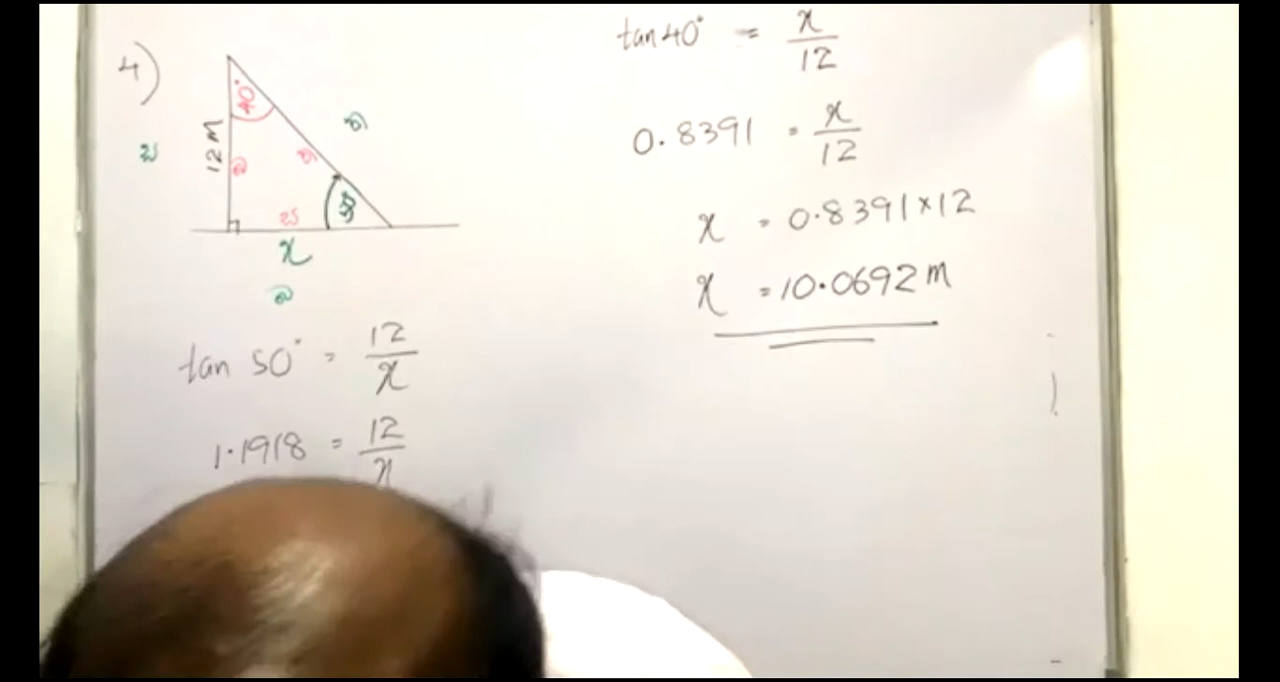 4)
40°
12M
ස
බ
ක
ක
ස
x
බ
tan 50° = 12/x
1.1918 = 12/x
tan 40° = x/12
0.8391 = x/12
x = 0.8391×12
x = 10.0692 m